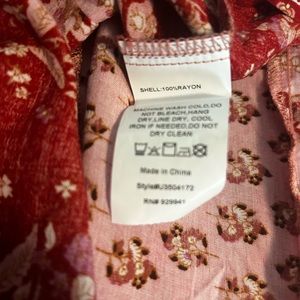 SHELL:100%RAYON
MACHINE WASH COLD,DO
NOT BLEACH,HANG
DRY,LINE DRY, COOL
IRON IF NEEDED,DO NOT
DRY CLEAN
Made in China
Style#U3504172
Rn# 929941